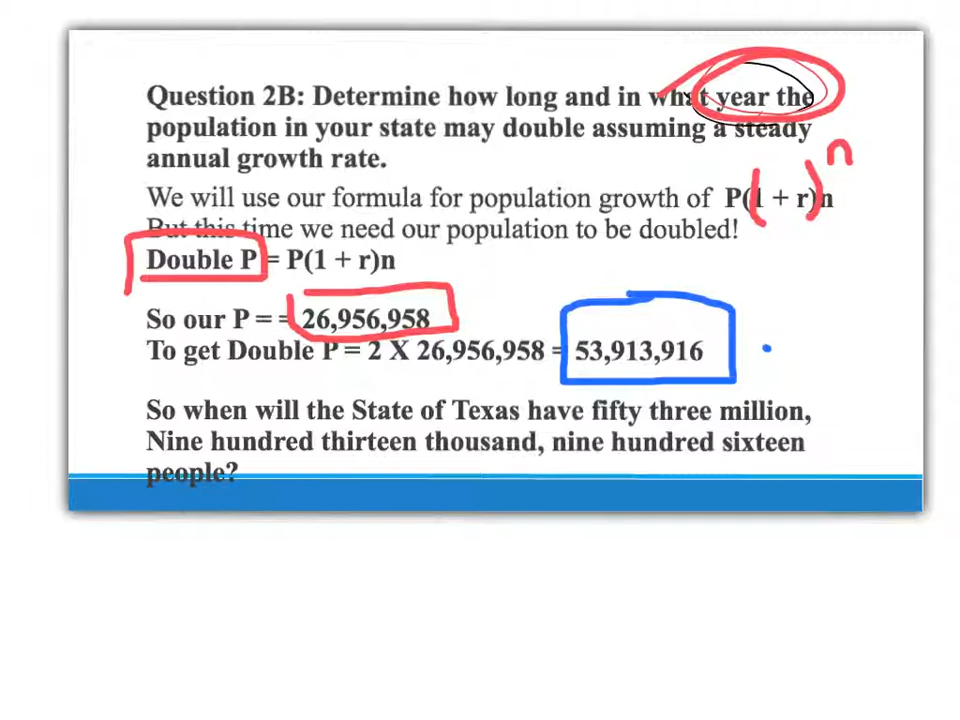 Question 2B: Determine how long and in what year the
population in your state may double assuming a steady
annual growth rate.
n
We will use our formula for population growth of P(1 + r)n
But this time we need our population to be doubled!
Double P = P(1 + r)n
So our P = = 26,956,958
To get Double P = 2 X 26,956,958 = 53,913,916
So when will the State of Texas have fifty three million,
Nine hundred thirteen thousand, nine hundred sixteen
people?